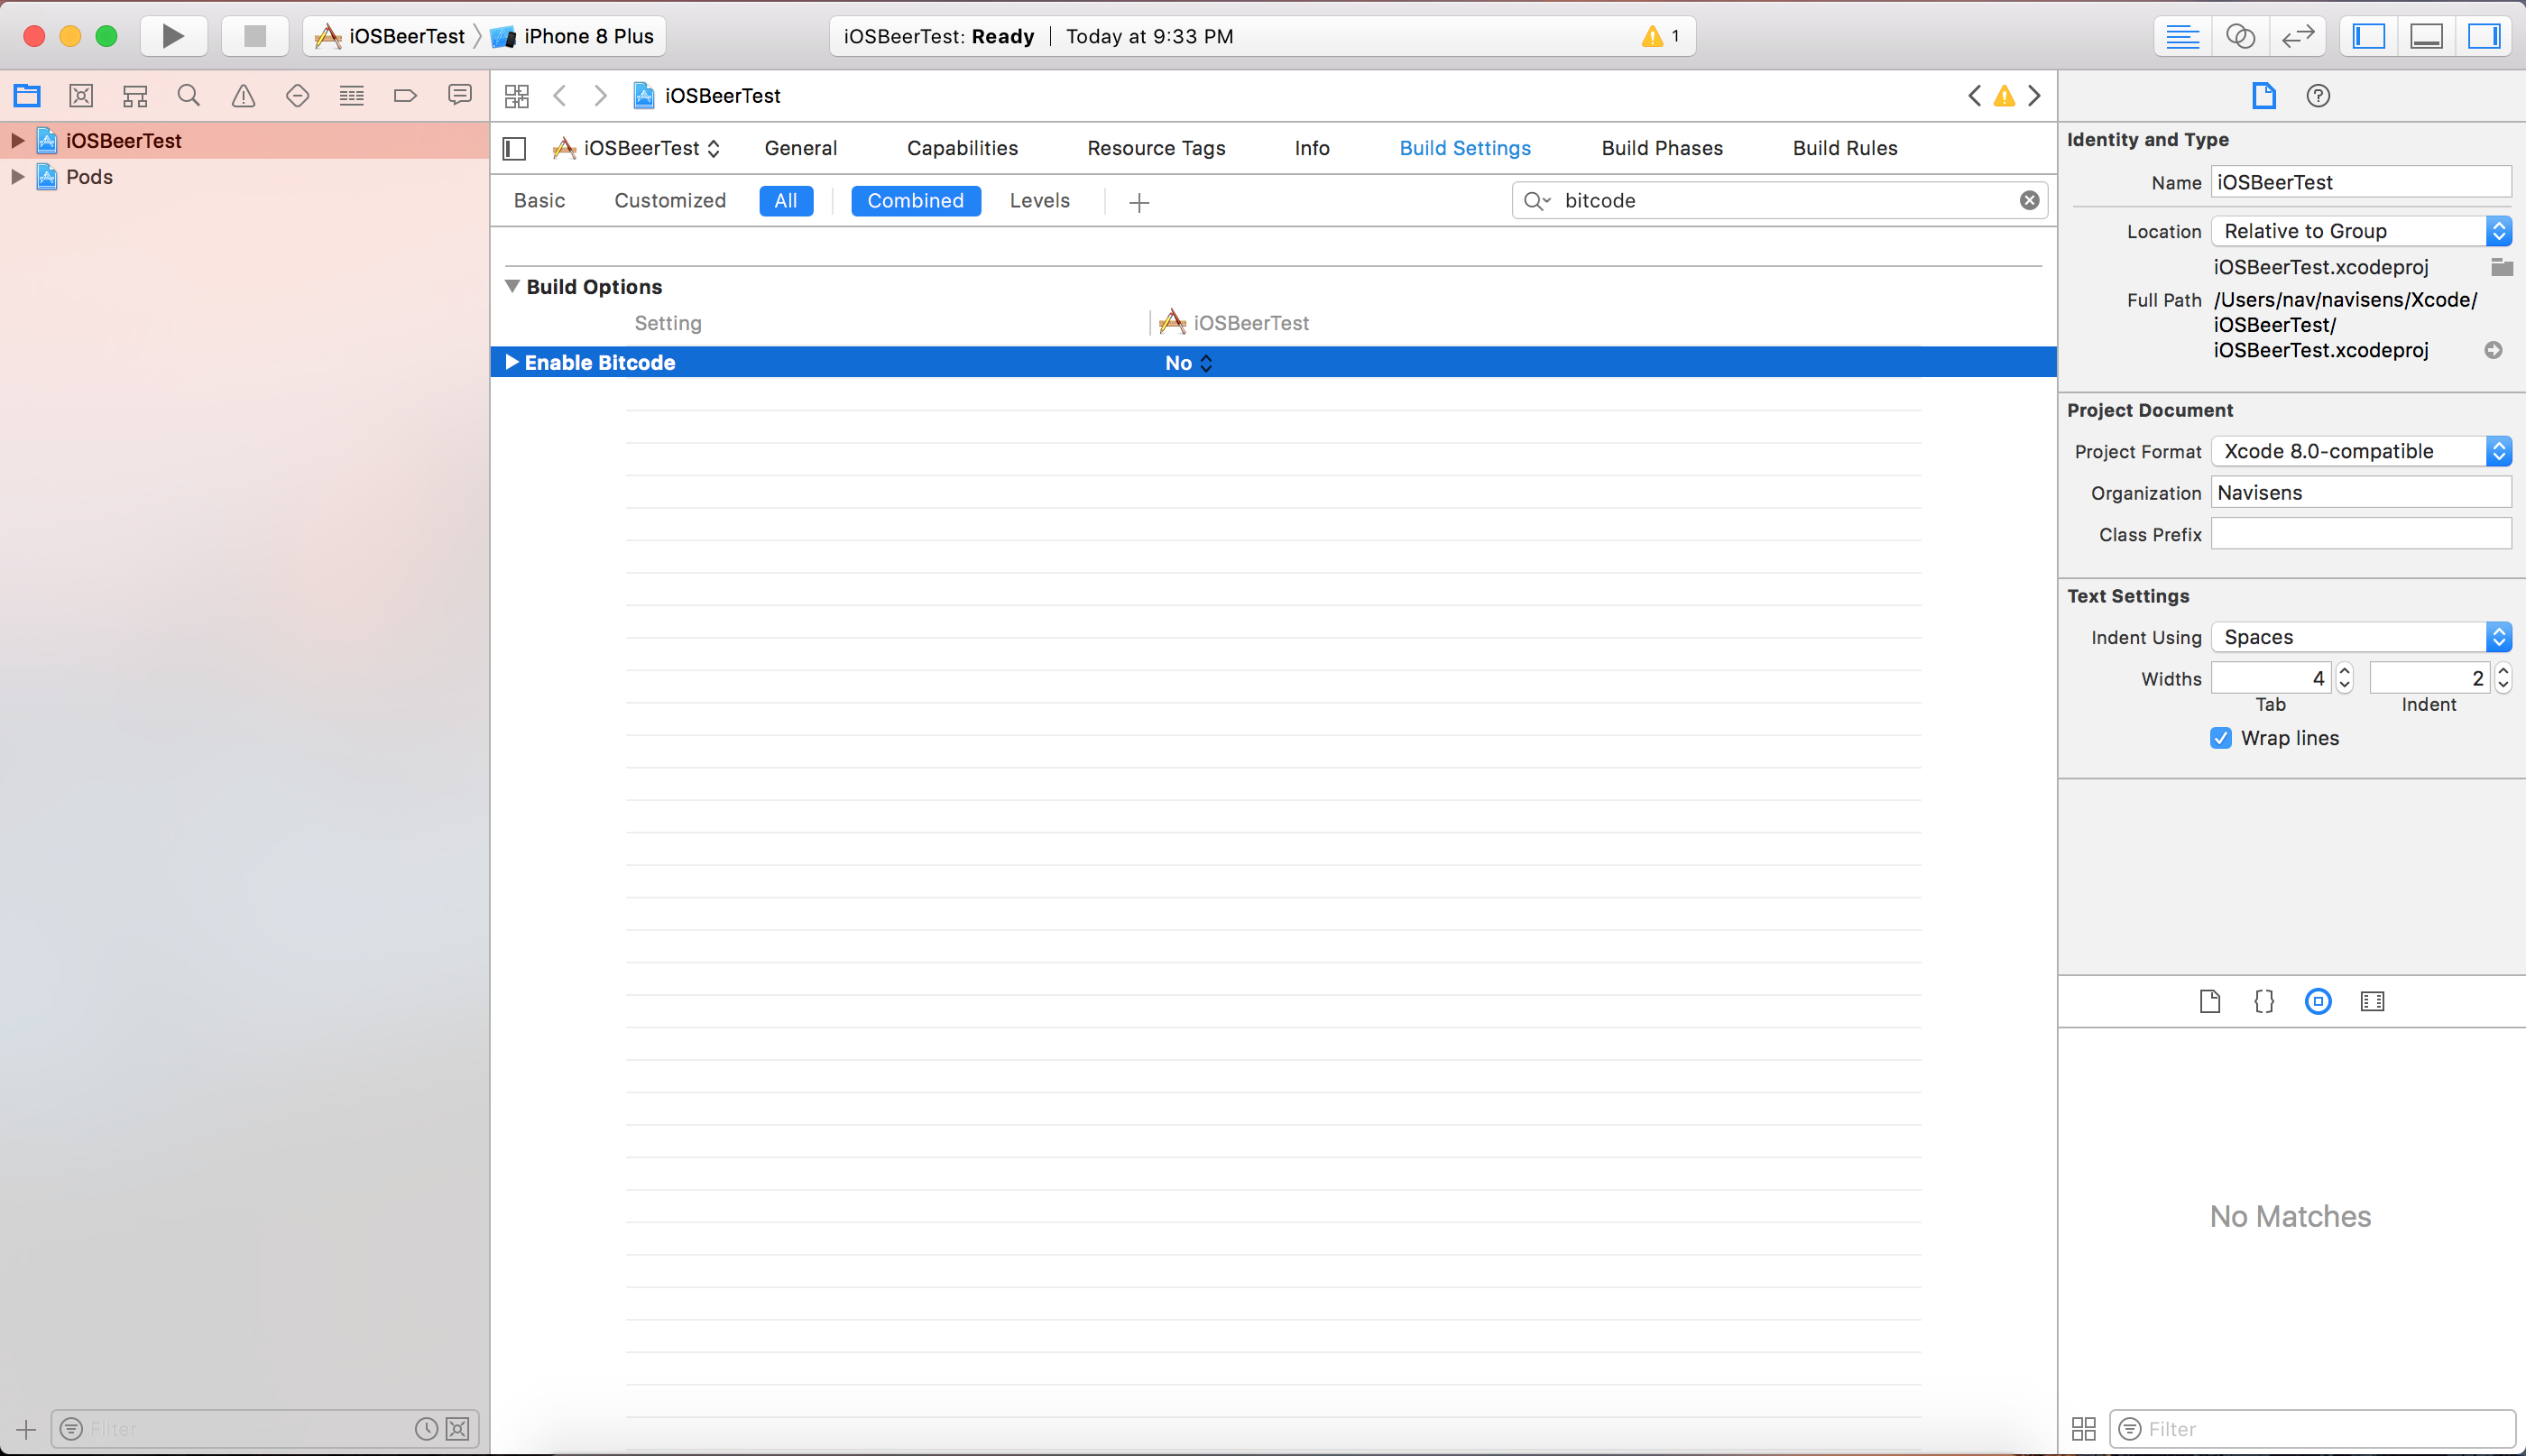 iOSBeerTest iPhone 8 Plus
iOSBeerTest: Ready Today at 9:33 PM 1
iOSBeerTest
iOSBeerTest
Pods
iOSBeerTest General Capabilities Resource Tags Info Build Settings Build Phases Build Rules
Basic Customized All Combined Levels bitcode
Build Options
Setting iOSBeerTest
Enable Bitcode No
Identity and Type
Name iOSBeerTest
Location Relative to Group
iOSBeerTest.xcodeproj
Full Path /Users/nav/navisens/Xcode/
iOSBeerTest/
iOSBeerTest.xcodeproj
Project Document
Project Format Xcode 8.0-compatible
Organization Navisens
Class Prefix
Text Settings
Indent Using Spaces
Widths 4 2
Tab Indent
Wrap lines
No Matches
Filter
Filter